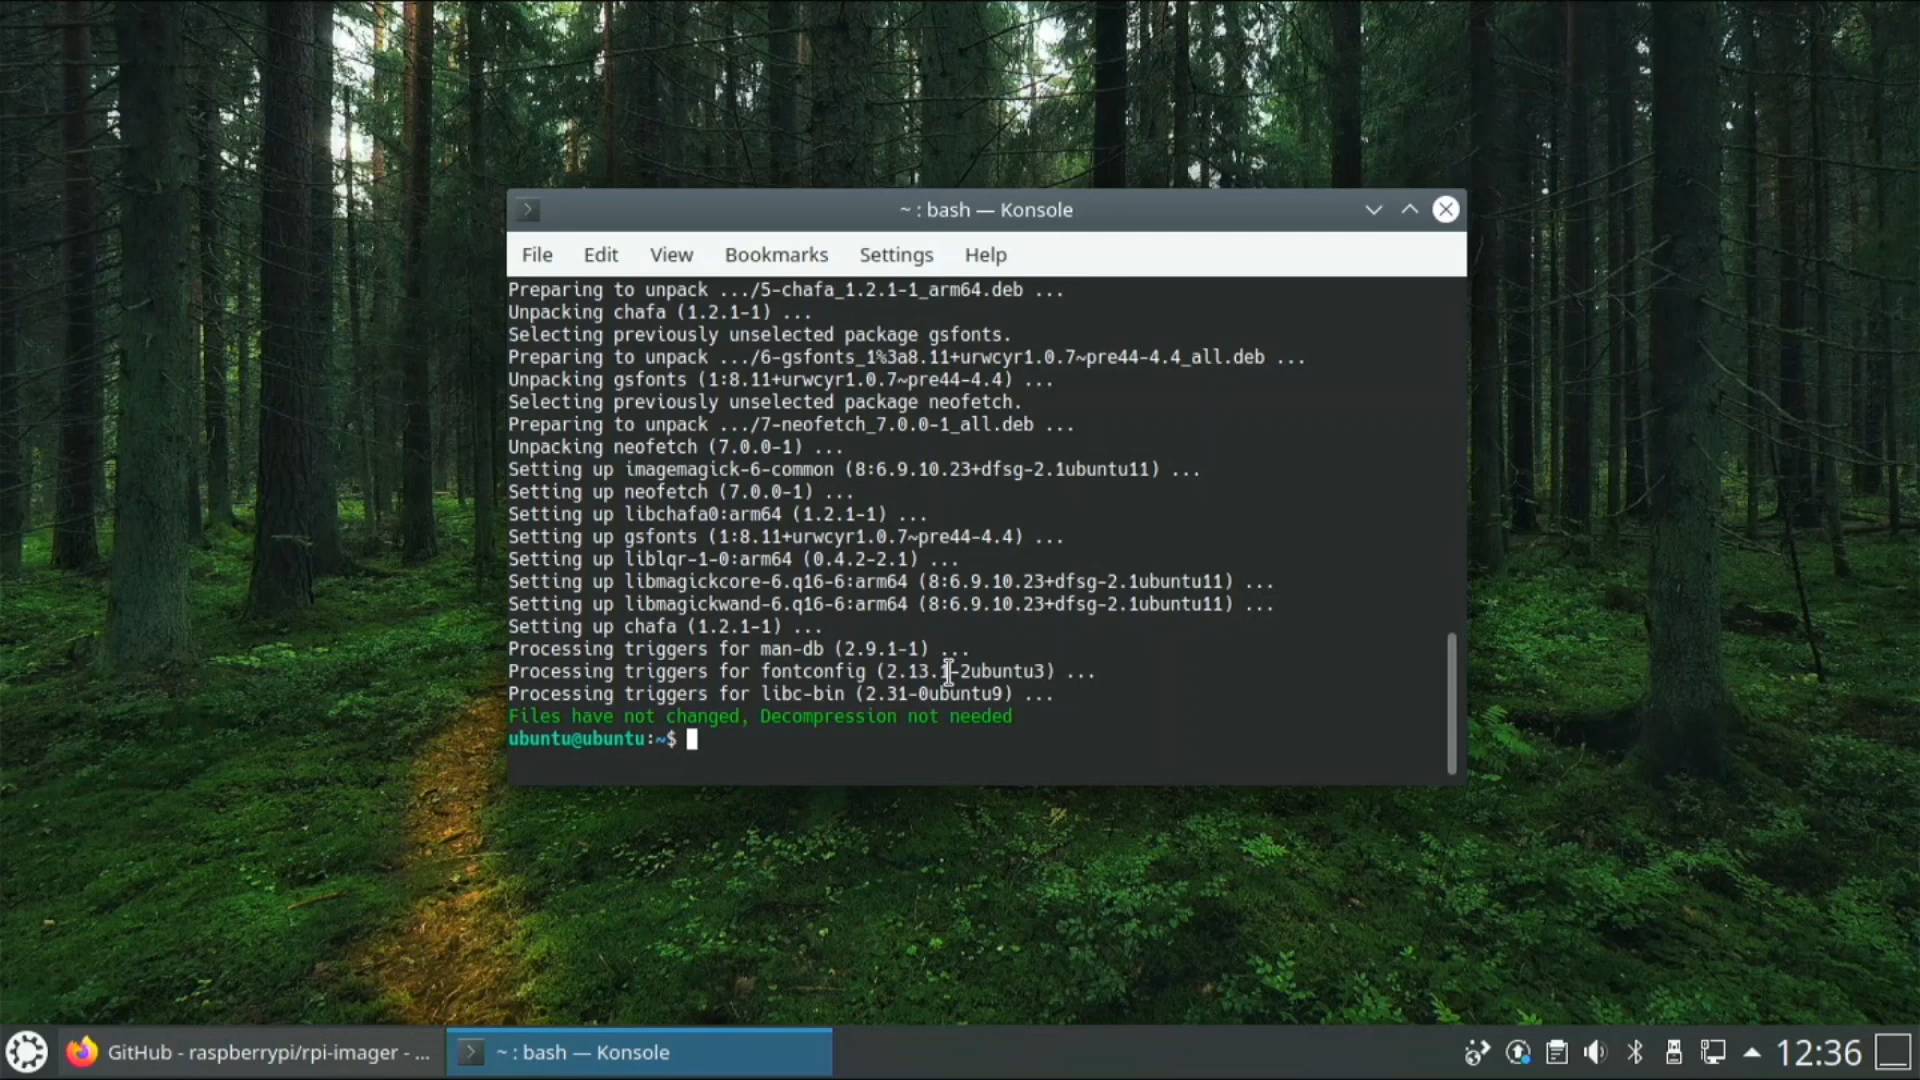 ~ : bash — Konsole
File Edit View Bookmarks Settings Help
Preparing to unpack .../5-chafa_1.2.1-1_arm64.deb ...
Unpacking chafa (1.2.1-1) ...
Selecting previously unselected package gsfonts.
Preparing to unpack .../6-gsfonts_1%3a8.11+urwcyr1.0.7~pre44-4.4_all.deb ...
Unpacking gsfonts (1:8.11+urwcyr1.0.7~pre44-4.4) ...
Selecting previously unselected package neofetch.
Preparing to unpack .../7-neofetch_7.0.0-1_all.deb ...
Unpacking neofetch (7.0.0-1) ...
Setting up imagemagick-6-common (8:6.9.10.23+dfsg-2.1ubuntu11) ...
Setting up neofetch (7.0.0-1) ...
Setting up libchafa0:arm64 (1.2.1-1) ...
Setting up gsfonts (1:8.11+urwcyr1.0.7~pre44-4.4) ...
Setting up liblqr-1-0:arm64 (0.4.2-2.1) ...
Setting up libmagickcore-6.q16-6:arm64 (8:6.9.10.23+dfsg-2.1ubuntu11) ...
Setting up libmagickwand-6.q16-6:arm64 (8:6.9.10.23+dfsg-2.1ubuntu11) ...
Setting up chafa (1.2.1-1) ...
Processing triggers for man-db (2.9.1-1) ...
Processing triggers for fontconfig (2.13.1-2ubuntu3) ...
Processing triggers for libc-bin (2.31-0ubuntu9) ...
Files have not changed, Decompression not needed
ubuntu@ubuntu:~$
GitHub - raspberrypi/rpi-imager - ... ~ : bash — Konsole 12:36